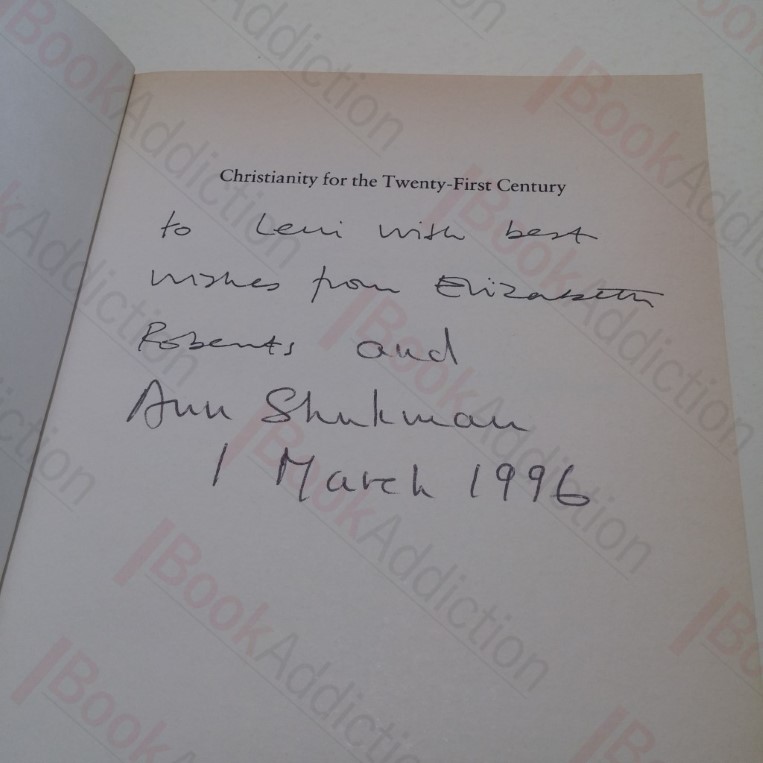 Christianity for the Twenty-First Century
to Leni with best
wishes from Elizabeth
Roberts and
Ann Shukman
1 March 1996
BookAddiction